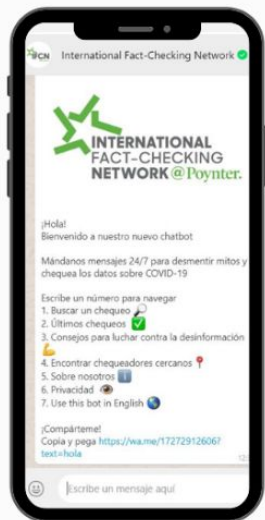 IFCN
International Fact-Checking Network
INTERNATIONAL
FACT-CHECKING
NETWORK @Poynter.
¡Hola!
Bienvenido a nuestro nuevo chatbot
Mándanos mensajes 24/7 para desmentir mitos y
chequea los datos sobre COVID-19
Escribe un número para navegar
1. Buscar un chequeo 🔎
2. Últimos chequeos ✅
3. Consejos para luchar contra la desinformación
💪
4. Encontrar chequeadores cercanos 📍
5. Sobre nosotros ℹ️
6. Privacidad 👁️
7. Use this bot in English 🌎
¡Compárteme!
Copia y pega https://wa.me/17272912606?
text=hola
Escribe un mensaje aquí